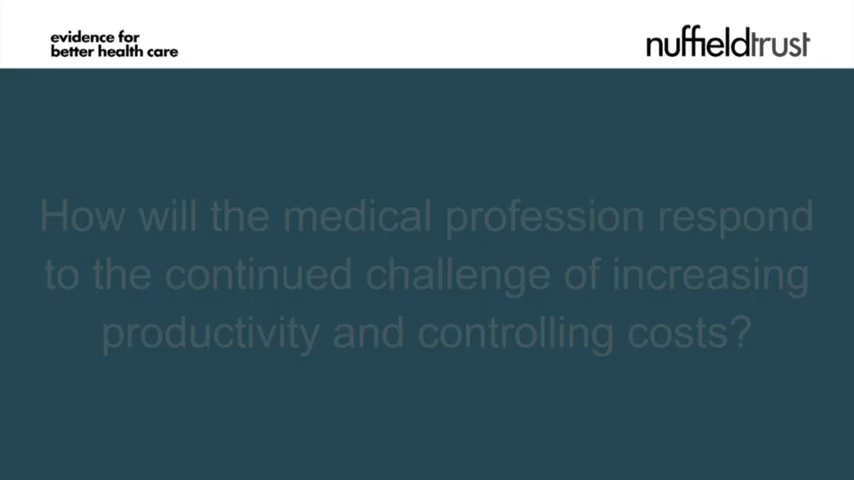 evidence for
better health care
nuffieldtrust
How will the medical profession respond
to the continued challenge of increasing
productivity and controlling costs?